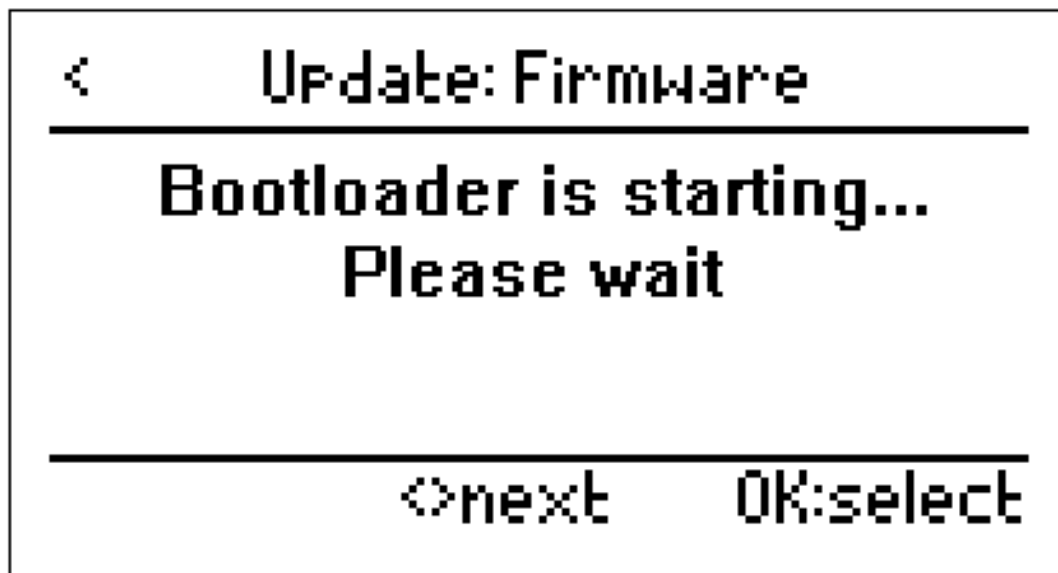 < Update: Firmware
Bootloader is starting...
Please wait
<>next OK:select